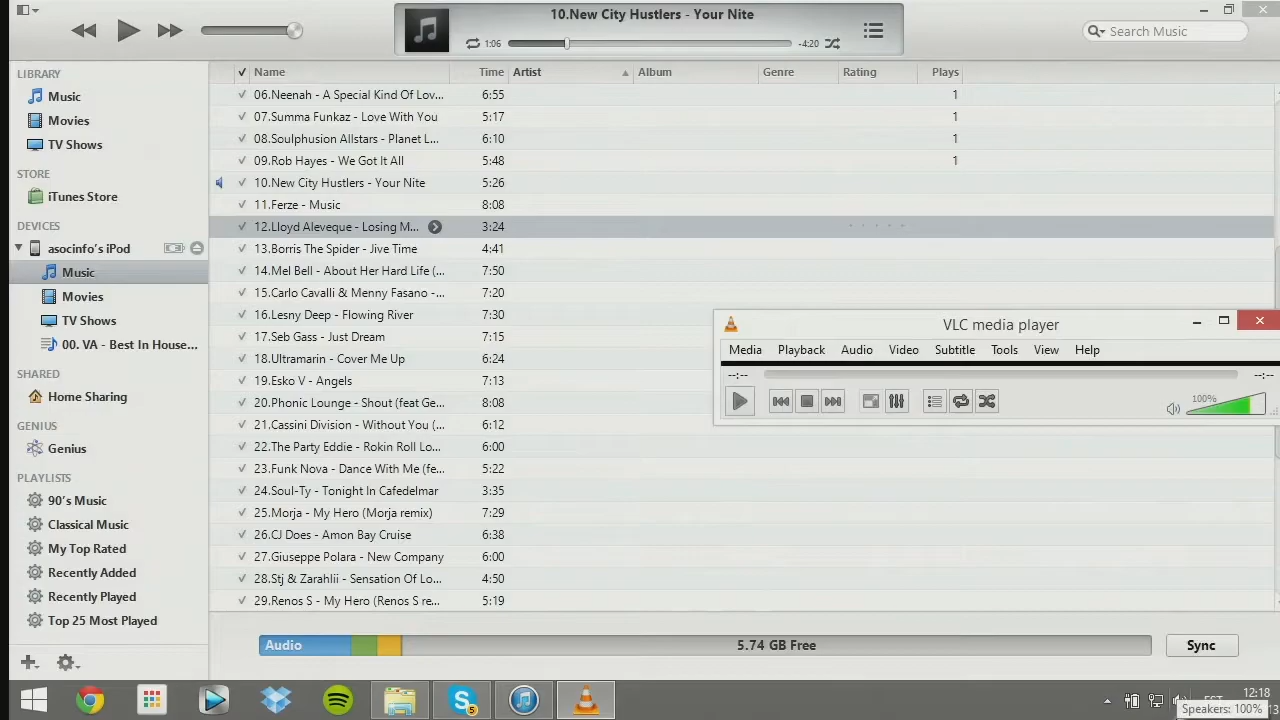 10.New City Hustlers - Your Nite
1:06
-4:20
Search Music
LIBRARY
Music
Movies
TV Shows
STORE
iTunes Store
DEVICES
asocinfo's iPod
Music
Movies
TV Shows
00. VA - Best In House...
SHARED
Home Sharing
GENIUS
Genius
PLAYLISTS
90's Music
Classical Music
My Top Rated
Recently Added
Recently Played
Top 25 Most Played
✓ Name Time Artist Album Genre Rating Plays
✓ 06.Neenah - A Special Kind Of Lov... 6:55 1
✓ 07.Summa Funkaz - Love With You 5:17 1
✓ 08.Soulphusion Allstars - Planet L... 6:10 1
✓ 09.Rob Hayes - We Got It All 5:48 1
✓ 10.New City Hustlers - Your Nite 5:26
✓ 11.Ferze - Music 8:08
✓ 12.Lloyd Aleveque - Losing M... 3:24
✓ 13.Borris The Spider - Jive Time 4:41
✓ 14.Mel Bell - About Her Hard Life (... 7:50
✓ 15.Carlo Cavalli & Menny Fasano -... 7:20
✓ 16.Lesny Deep - Flowing River 7:30
✓ 17.Seb Gass - Just Dream 7:15
✓ 18.Ultramarin - Cover Me Up 6:24
✓ 19.Esko V - Angels 7:13
✓ 20.Phonic Lounge - Shout (feat Ge... 8:08
✓ 21.Cassini Division - Without You (... 6:12
✓ 22.The Party Eddie - Rokin Roll Lo... 6:00
✓ 23.Funk Nova - Dance With Me (fe... 5:22
✓ 24.Soul-Ty - Tonight In Cafedelmar 3:35
✓ 25.Morja - My Hero (Morja remix) 7:29
✓ 26.CJ Does - Amon Bay Cruise 6:38
✓ 27.Giuseppe Polara - New Company 6:00
✓ 28.Stj & Zarahlii - Sensation Of Lo... 4:50
✓ 29.Renos S - My Hero (Renos S re... 5:19
VLC media player
Media Playback Audio Video Subtitle Tools View Help
--:-- --:--
100%
Audio
5.74 GB Free
Sync
5
12:18
Speakers: 100%